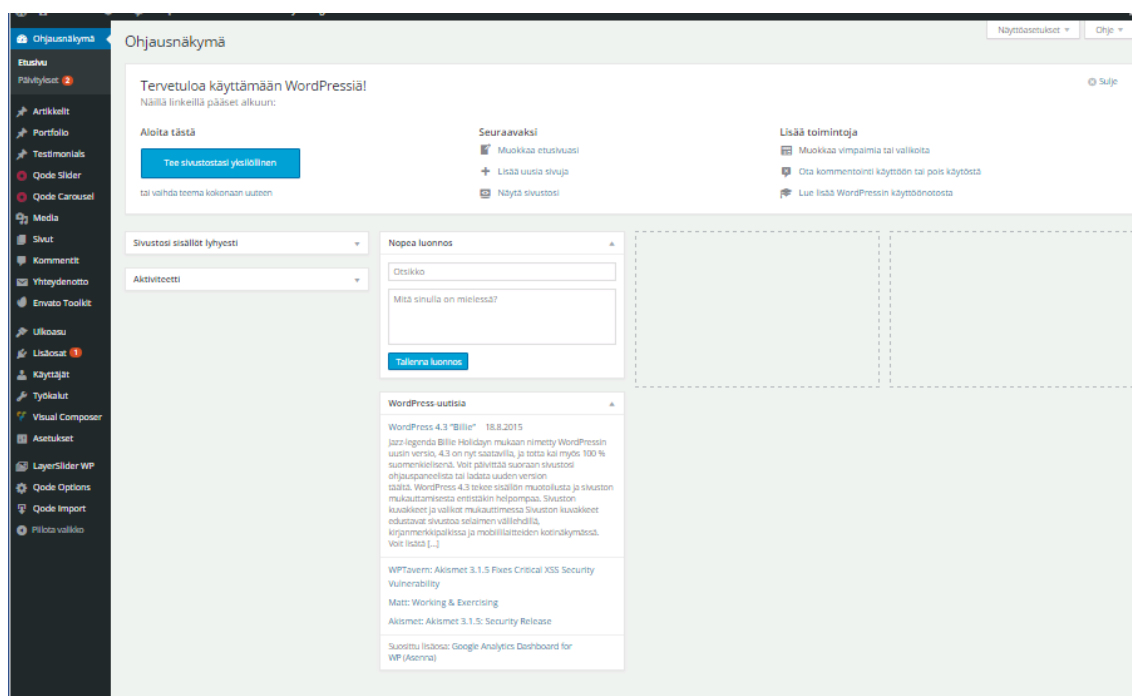 Ohjausnäkymä
Etusivu
Päivitykset 2
Artikkelit
Portfolio
Testimonials
Qode Slider
Qode Carousel
Media
Sivut
Kommentit
Yhteydenotto
Envato Toolkit
Ulkoasu
Lisäosat 1
Käyttäjät
Työkalut
Visual Composer
Asetukset
LayerSlider WP
Qode Options
Qode Import
Piilota valikko
Näyttöasetukset
Ohje
Ohjausnäkymä
Tervetuloa käyttämään WordPressiä!
Sulje
Näillä linkeillä pääset alkuun:
Aloita tästä
Tee sivustostasi yksilöllinen
tai vaihda teema kokonaan uuteen
Seuraavaksi
Muokkaa etusivuasi
Lisää uusia sivuja
Näytä sivustosi
Lisää toimintoja
Muokkaa vimpaimia tai valikoita
Ota kommentointi käyttöön tai pois käytöstä
Lue lisää WordPressin käyttöönotosta
Sivustosi sisällöt lyhyesti
Aktiviteetti
Nopea luonnos
Otsikko
Mitä sinulla on mielessä?
Tallenna luonnos
WordPress-uutisia
WordPress 4.3 "Billie" 18.8.2015
Jazz-legenda Billie Holidayn mukaan nimetty WordPressin
uusin versio, 4.3 on nyt saatavilla, ja totta kai myös 100 %
suomenkielisenä. Voit päivittää suoraan sivustosi
ohjauspaneelista tai ladata uuden version
täältä. WordPress 4.3 tekee sisällön muotoilusta ja sivuston
mukauttamisesta entistäkin helpompaa. Sivuston
kuvakkeet ja valikot mukauttimessa Sivuston kuvakkeet
edustavat sivustoa selaimen välilehdillä,
kirjanmerkkipalkissa ja mobiililaitteiden kotinäkymässä.
Voit lisätä [...]
WPTavern: Akismet 3.1.5 Fixes Critical XSS Security
Vulnerability
Matt: Working & Exercising
Akismet: Akismet 3.1.5: Security Release
Suosittu lisäosa: Google Analytics Dashboard for
WP (Asenna)